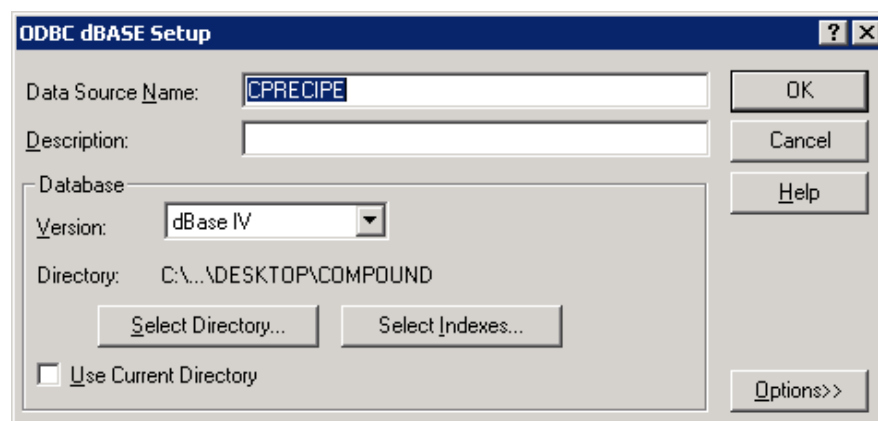 ODBC dBASE Setup
Data Source Name: CPRECIPE OK
Description: Cancel
Database Help
Version: dBase IV
Directory: C:\...\DESKTOP\COMPOUND
Select Directory... Select Indexes...
Use Current Directory
Options>>